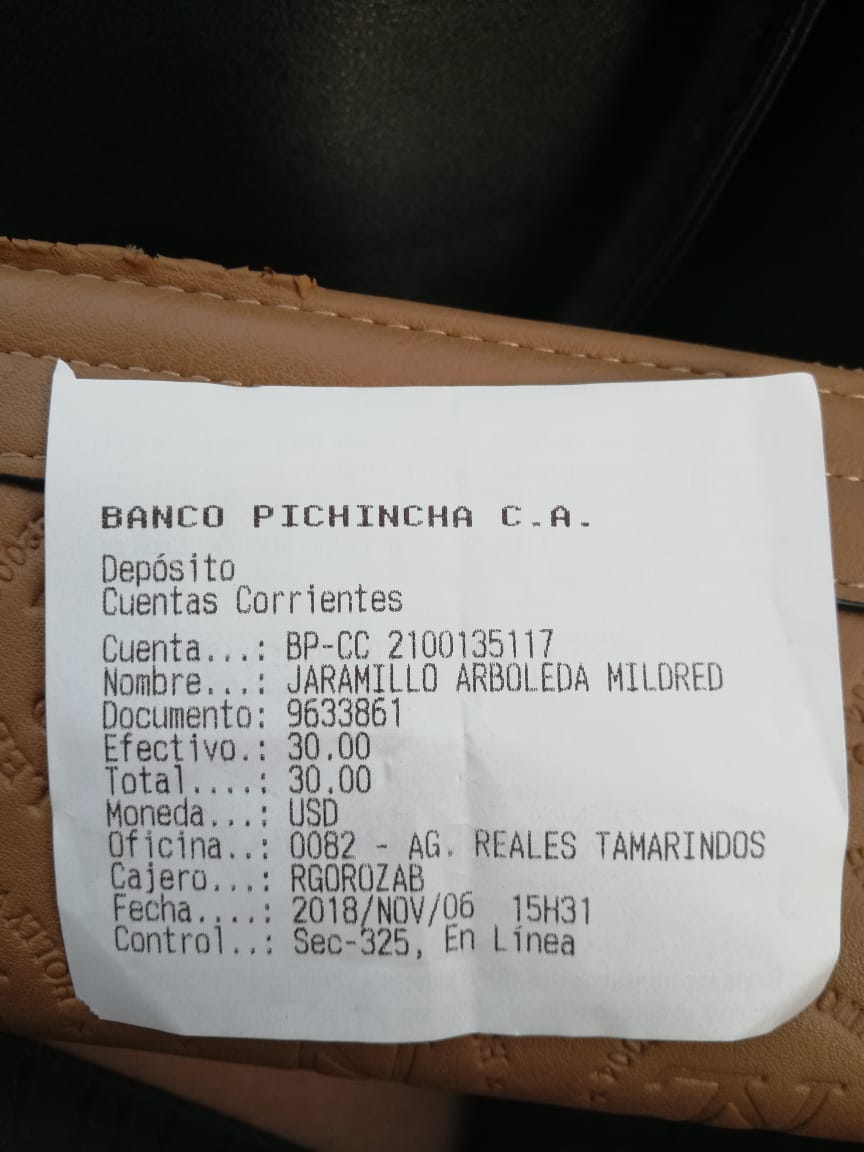 BANCO PICHINCHA C.A.
Depósito
Cuentas Corrientes
Cuenta...: BP-CC 2100135117
Nombre...: JARAMILLO ARBOLEDA MILDRED
Documento: 9633861
Efectivo.: 30.00
Total....: 30.00
Moneda...: USD
Oficina..: 0082 - AG. REALES TAMARINDOS
Cajero...: RGOROZAB
Fecha....: 2018/NOV/06 15H31
Control..: Sec-325, En Línea